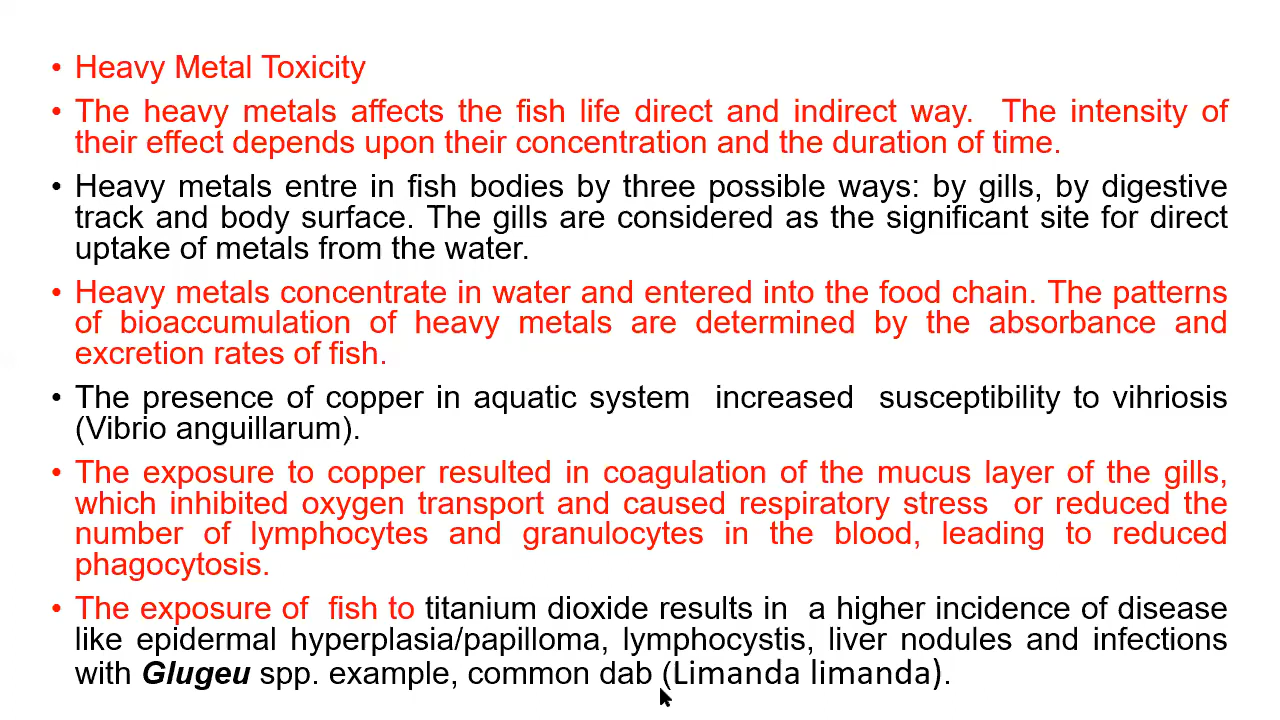 • Heavy Metal Toxicity
• The heavy metals affects the fish life direct and indirect way. The intensity of
their effect depends upon their concentration and the duration of time.
• Heavy metals entre in fish bodies by three possible ways: by gills, by digestive
track and body surface. The gills are considered as the significant site for direct
uptake of metals from the water.
• Heavy metals concentrate in water and entered into the food chain. The patterns
of bioaccumulation of heavy metals are determined by the absorbance and
excretion rates of fish.
• The presence of copper in aquatic system increased susceptibility to vihriosis
(Vibrio anguillarum).
• The exposure to copper resulted in coagulation of the mucus layer of the gills,
which inhibited oxygen transport and caused respiratory stress or reduced the
number of lymphocytes and granulocytes in the blood, leading to reduced
phagocytosis.
• The exposure of fish to titanium dioxide results in a higher incidence of disease
like epidermal hyperplasia/papilloma, lymphocystis, liver nodules and infections
with Glugeu spp. example, common dab (Limanda limanda).